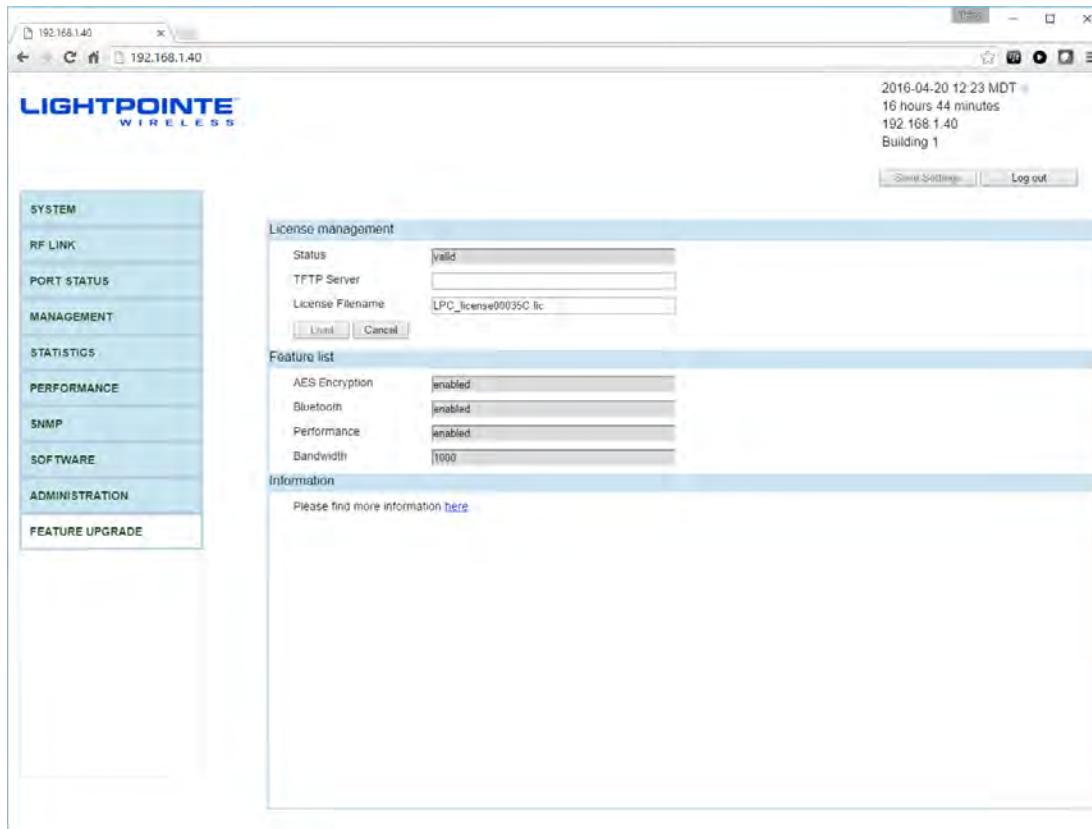 192.168.1.40
192.168.1.40
LIGHTPOINTE
WIRELESS
2016-04-20 12:23 MDT
16 hours 44 minutes
192.168.1.40
Building 1
Save Settings
Log out
SYSTEM
RF LINK
PORT STATUS
MANAGEMENT
STATISTICS
PERFORMANCE
SNMP
SOFTWARE
ADMINISTRATION
FEATURE UPGRADE
License management
Status valid
TFTP Server
License Filename LPC_license00035C.lic
Load Cancel
Feature list
AES Encryption enabled
Bluetooth enabled
Performance enabled
Bandwidth 1000
Information
Please find more information here